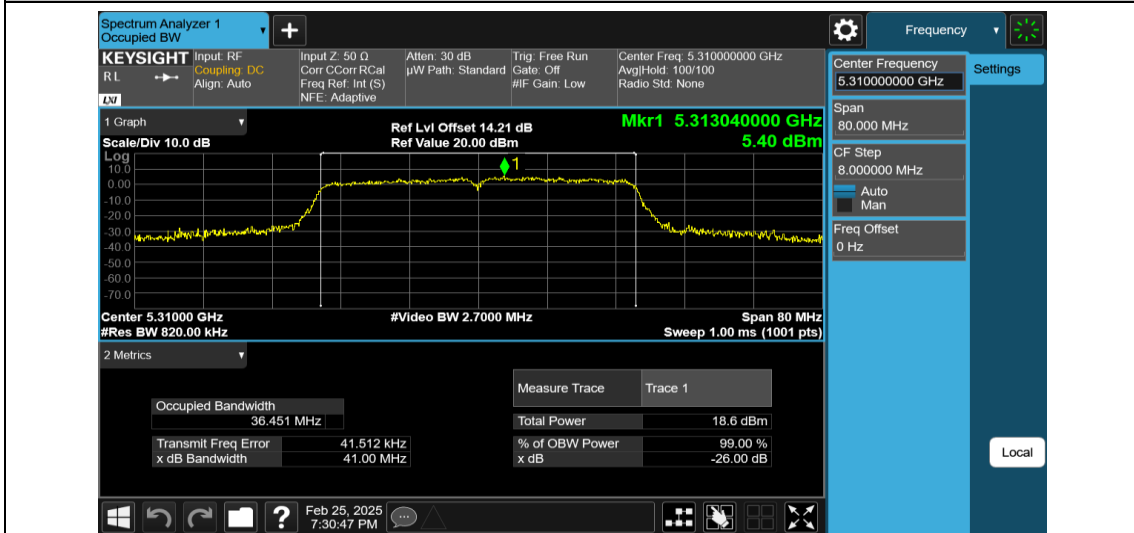 Spectrum Analyzer 1
Occupied BW
Frequency
KEYSIGHT
R L
LXI
Input: RF
Coupling: DC
Align: Auto
Input Z: 50 Ω
Corr CCorr RCal
Freq Ref: Int (S)
NFE: Adaptive
Atten: 30 dB
µW Path: Standard
Trig: Free Run
Gate: Off
#IF Gain: Low
Center Freq: 5.310000000 GHz
Avg|Hold: 100/100
Radio Std: None
Center Frequency
5.310000000 GHz
Settings
Span
80.000 MHz
CF Step
8.000000 MHz
Auto
Man
Freq Offset
0 Hz
1 Graph
Scale/Div 10.0 dB
Ref Lvl Offset 14.21 dB
Ref Value 20.00 dBm
Mkr1 5.313040000 GHz
5.40 dBm
Log
1
10.0
0.00
-10.0
-20.0
-30.0
-40.0
-50.0
-60.0
-70.0
Center 5.31000 GHz
#Video BW 2.7000 MHz
Span 80 MHz
#Res BW 820.00 kHz
Sweep 1.00 ms (1001 pts)
2 Metrics
Measure Trace Trace 1
Occupied Bandwidth
36.451 MHz
Total Power 18.6 dBm
Transmit Freq Error 41.512 kHz
% of OBW Power 99.00 %
x dB Bandwidth 41.00 MHz
x dB -26.00 dB
Local
?
Feb 25, 2025
7:30:47 PM